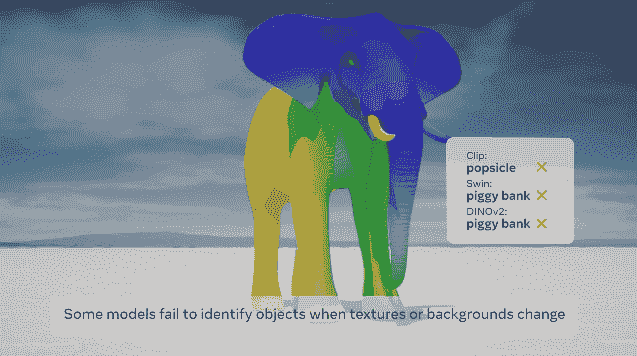 Clip:
popsicle
Swin:
piggy bank
DINOv2:
piggy bank
Some models fail to identify objects when textures or backgrounds change